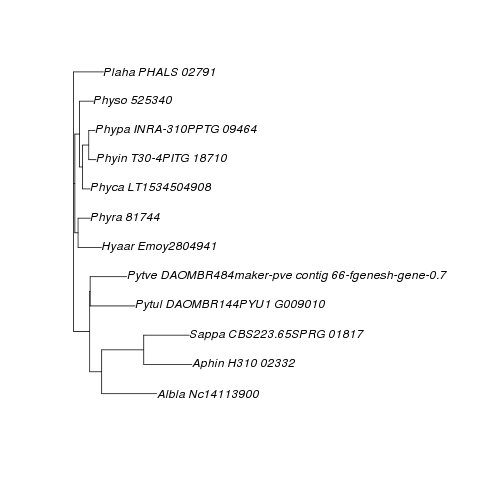 Plaha PHALS 02791
Physo 525340
Phypa INRA-310PPTG 09464
Phyin T30-4PITG 18710
Phyca LT1534504908
Phyra 81744
Hyaar Emoy2804941
Pytve DAOMBR484maker-pve contig 66-fgenesh-gene-0.7
Pytul DAOMBR144PYU1 G009010
Sappa CBS223.65SPRG 01817
Aphin H310 02332
Albla Nc14113900